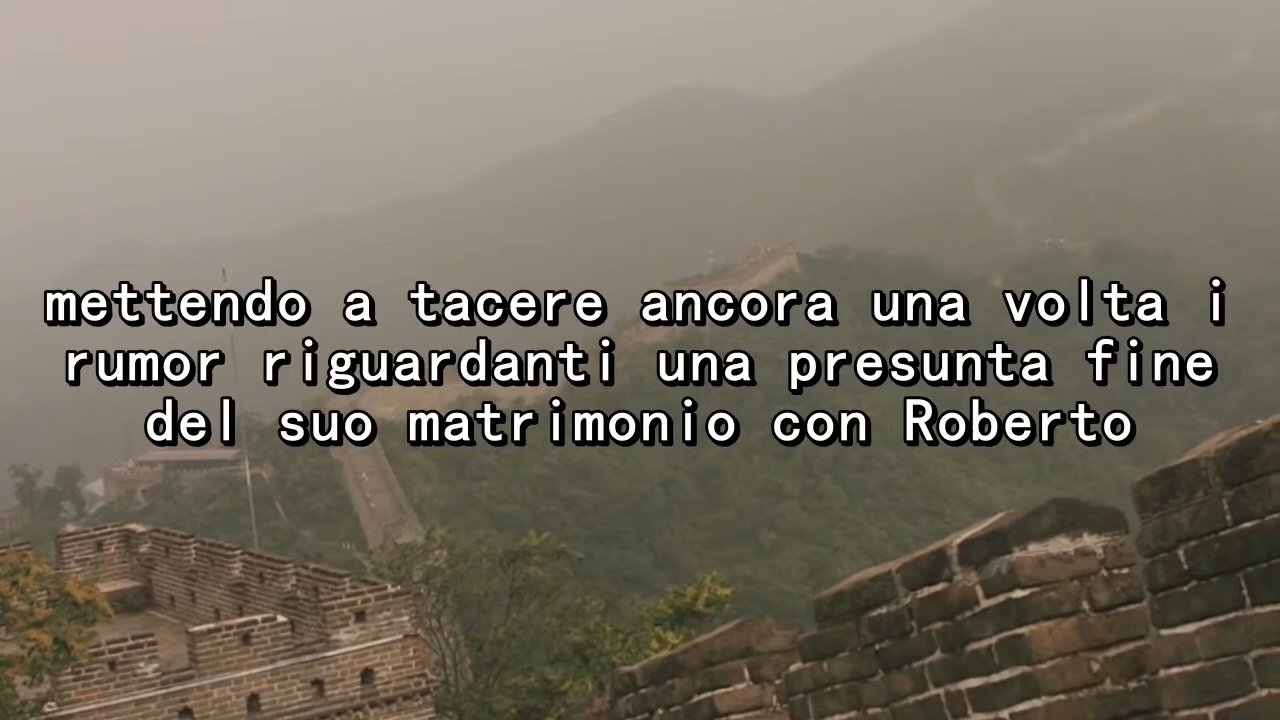 mettendo a tacere ancora una volta i
rumor riguardanti una presunta fine
del suo matrimonio con Roberto